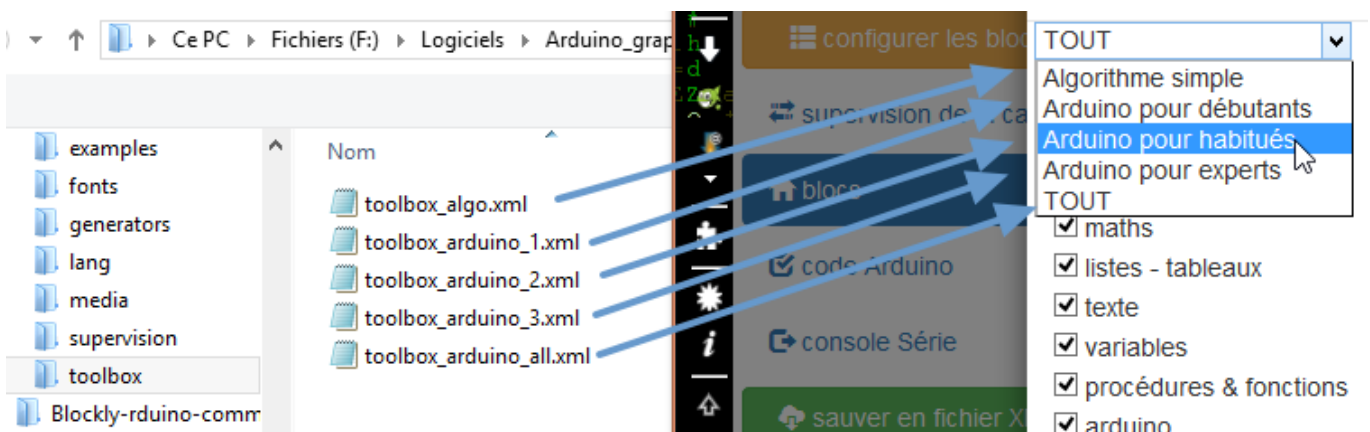 Ce PC Fichiers (F:) Logiciels Arduino_grap
examples
fonts
generators
lang
media
supervision
toolbox
Blockly-rduino-comm
Nom
toolbox_algo.xml
toolbox_arduino_1.xml
toolbox_arduino_2.xml
toolbox_arduino_3.xml
toolbox_arduino_all.xml
configurer les bloc
supervision de la ca
blocs
code Arduino
console Série
sauver en fichier X
TOUT
Algorithme simple
Arduino pour débutants
Arduino pour habitués
Arduino pour experts
TOUT
maths
listes - tableaux
texte
variables
procédures & fonctions
arduino